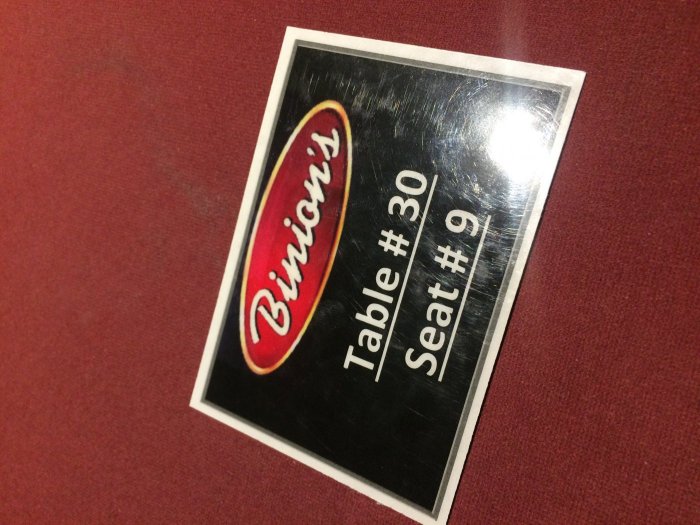 Binion's
Table # 30
Seat # 9